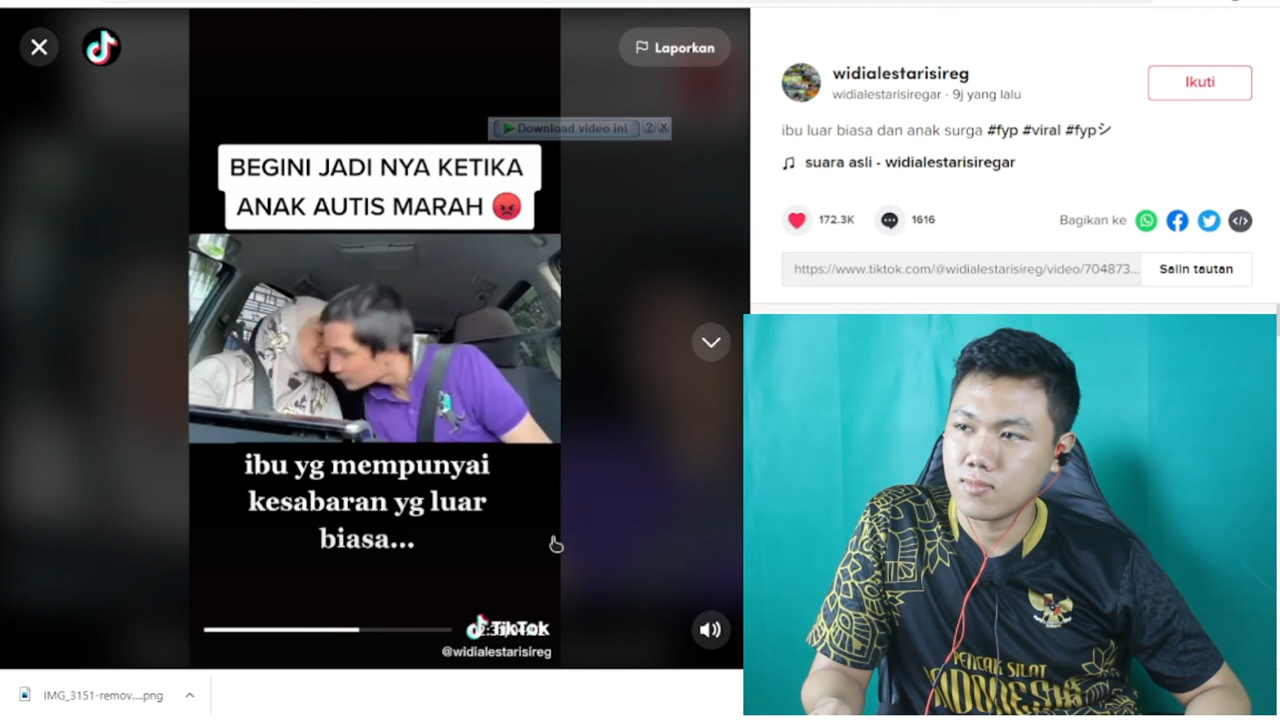 Laporkan
Download video ini
?
X
BEGINI JADI NYA KETIKA
ANAK AUTIS MARAH 😡
ibu yg mempunyai
kesabaran yg luar
biasa...
TikTok
@widialestarisireg
widialestarisireg
widialestarisiregar · 9j yang lalu
Ikuti
ibu luar biasa dan anak surga #fyp #viral #fypシ
suara asli - widialestarisiregar
172.3K
1616
Bagikan ke
https://www.tiktok.com/@widialestarisireg/video/704873...
Salin tautan
PENCAK SILAT
INDONESIA
IMG_3151-remov....png